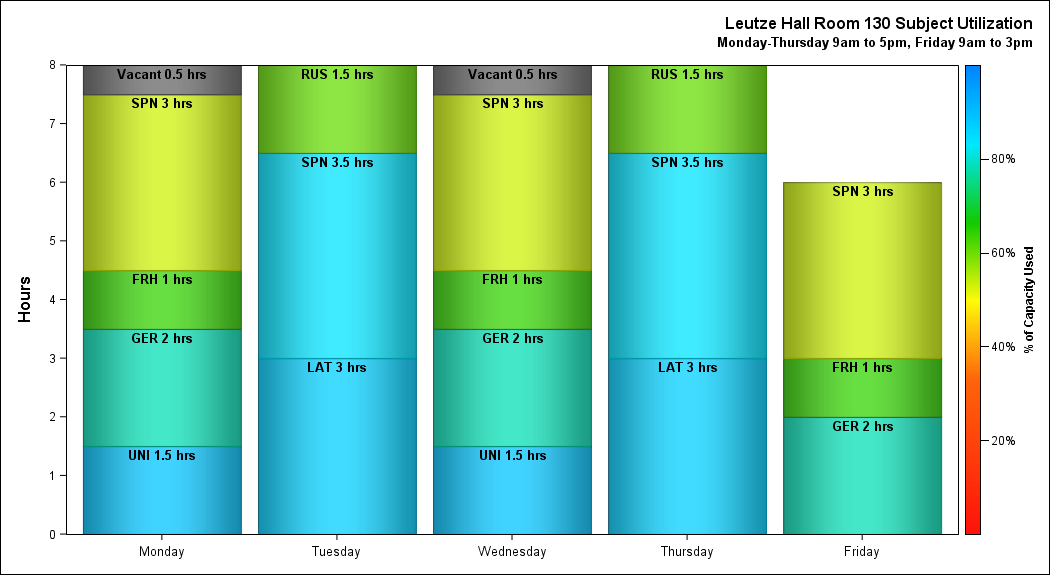 Leutze Hall Room 130 Subject Utilization
Monday-Thursday 9am to 5pm, Friday 9am to 3pm
Hours
8
7
6
5
4
3
2
1
0
Vacant 0.5 hrs
SPN 3 hrs
FRH 1 hrs
GER 2 hrs
UNI 1.5 hrs
RUS 1.5 hrs
SPN 3.5 hrs
LAT 3 hrs
Vacant 0.5 hrs
SPN 3 hrs
FRH 1 hrs
GER 2 hrs
UNI 1.5 hrs
RUS 1.5 hrs
SPN 3.5 hrs
LAT 3 hrs
SPN 3 hrs
FRH 1 hrs
GER 2 hrs
Monday
Tuesday
Wednesday
Thursday
Friday
80%
60%
40%
20%
% of Capacity Used